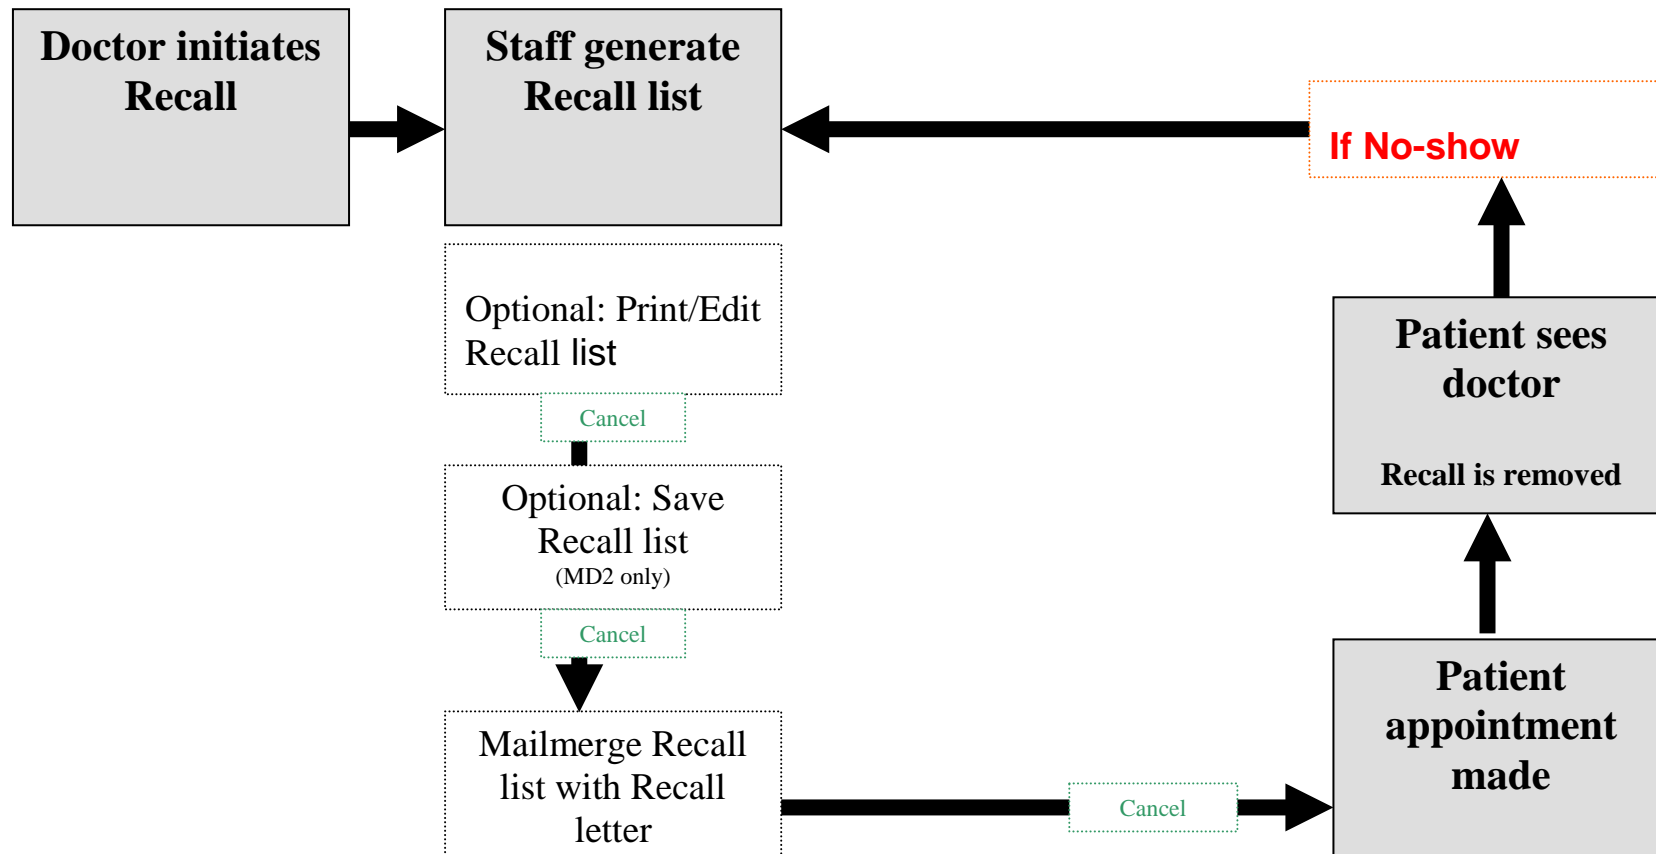 Doctor initiates
Recall
Staff generate
Recall list
If No-show
Optional: Print/Edit
Recall list
Cancel
Optional: Save
Recall list
(MD2 only)
Cancel
Mailmerge Recall
list with Recall
letter
Cancel
Patient
appointment
made
Patient sees
doctor
Recall is removed